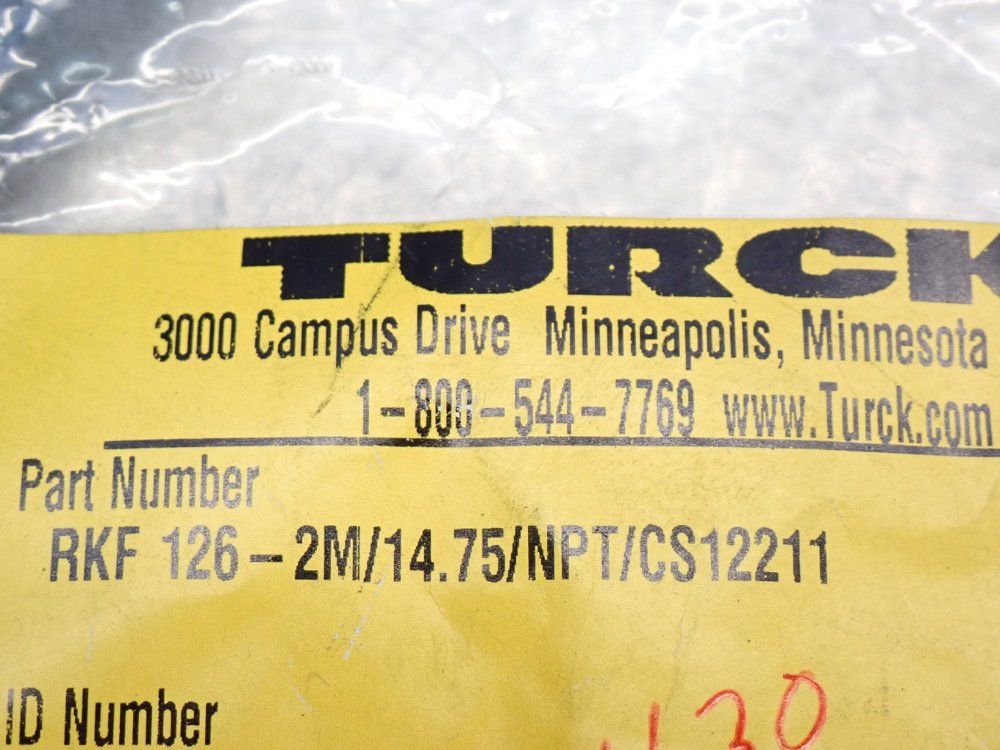 TURCK
3000 Campus Drive Minneapolis, Minnesota
1-800-544-7769 www.Turck.com
Part Number
RKF 126-2M/14.75/NPT/CS12211
ID Number